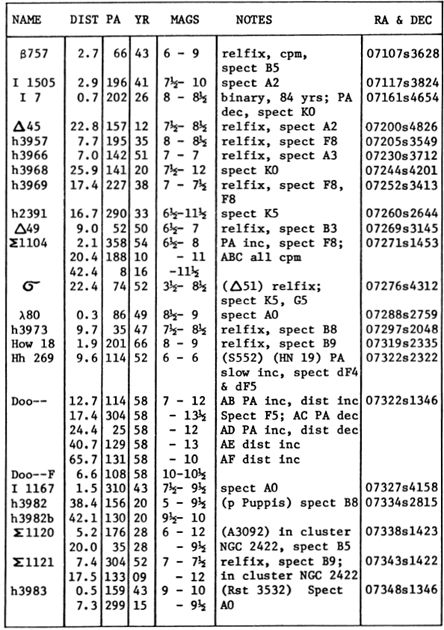 NAME DIST PA YR MAGS NOTES RA & DEC
β757 2.7 66 43 6 - 9 relfix, cpm, 07107s3628
spect B5
I 1505 2.9 196 41 7½- 10 spect A2 07117s3824
I 7 0.7 202 26 8 - 8½ binary, 84 yrs; PA 07161s4654
dec, spect K0
Δ45 22.8 157 12 7½- 8½ relfix, spect A2 07200s4826
h3957 7.7 195 35 8 - 8½ relfix, spect F8 07205s3549
h3966 7.0 142 51 7 - 7 relfix, spect A3 07230s3712
h3968 25.9 141 20 7½- 12 spect K0 07244s4201
h3969 17.4 227 38 7 - 7½ relfix, spect F8, 07252s3413
F8
h2391 16.7 290 33 6½-11½ spect K5 07260s2644
Δ49 9.0 52 50 6½- 7 relfix, spect B3 07269s3145
Σ1104 2.1 358 54 6½- 8 PA inc, spect F8; 07271s1453
20.4 188 10 - 11 ABC all cpm
42.4 8 16 -11½
σ 22.4 74 52 3½- 8½ (Δ51) relfix; 07276s4312
spect K5, G5
λ80 0.3 86 49 8½- 9 spect A0 07288s2759
h3973 9.7 35 47 7½- 8½ relfix, spect B8 07297s2048
How 18 1.9 201 66 8 - 9 relfix, spect B9 07319s2335
Hh 269 9.6 114 52 6 - 6 (S552) (HN 19) PA 07322s2322
slow inc, spect dF4
& dF5
Doo-- 12.7 114 58 7 - 12 AB PA inc, dist inc 07322s1346
17.4 304 58 - 13½ Spect F5; AC PA dec
24.4 25 58 - 12 AD PA inc, dist dec
40.7 129 58 - 13 AE dist inc
65.7 131 58 - 10 AF dist inc
Doo--F 6.6 108 58 10-10½
I 1167 1.5 310 43 7½- 9½ spect A0 07327s4158
h3982 38.4 156 20 5 - 9½ (p Puppis) spect B8 07334s2815
h3982b 42.1 130 20 9½- 10
Σ1120 5.2 176 28 6 - 12 (A3092) in cluster 07338s1423
20.0 35 28 - 9½ NGC 2422, spect B5
Σ1121 7.4 304 52 7 - 7½ relfix, spect B9; 07343s1422
17.5 133 09 - 12 in cluster NGC 2422
h3983 0.5 159 43 9 - 10 (Rst 3532) Spect 07348s1346
7.3 299 15 - 9½ A0